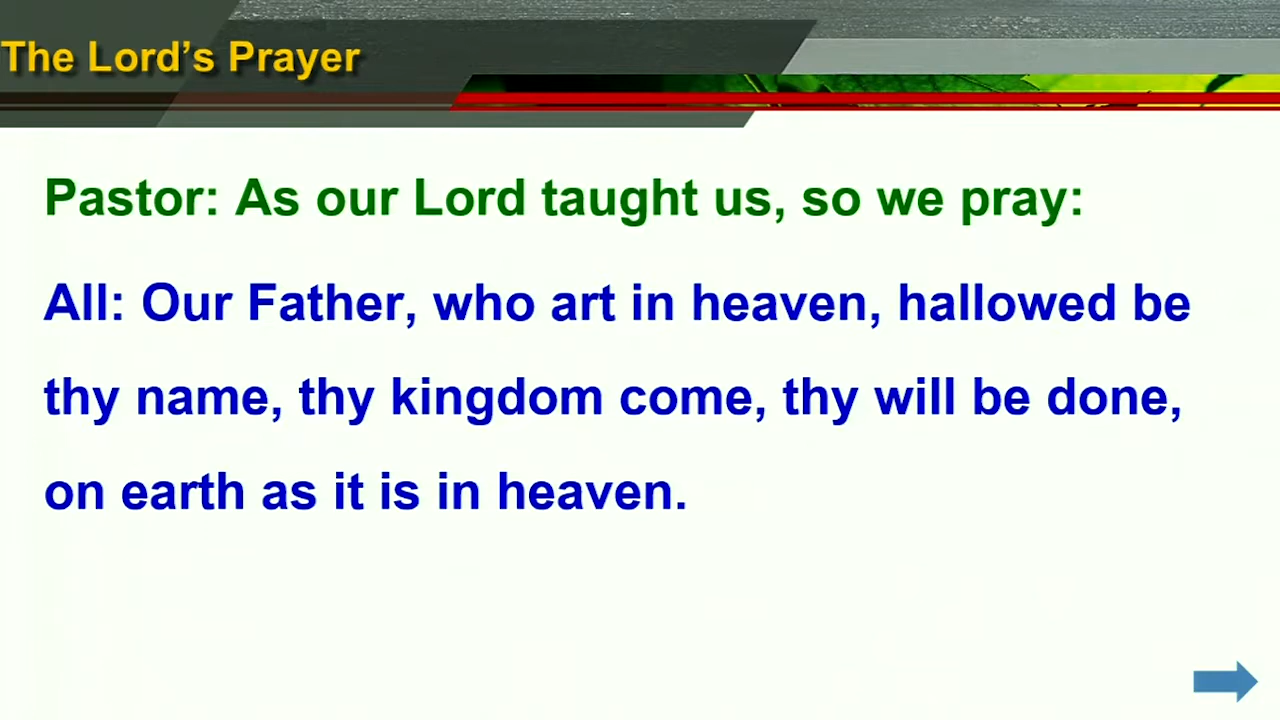 The Lord’s Prayer
Pastor: As our Lord taught us, so we pray:
All: Our Father, who art in heaven, hallowed be
thy name, thy kingdom come, thy will be done,
on earth as it is in heaven.